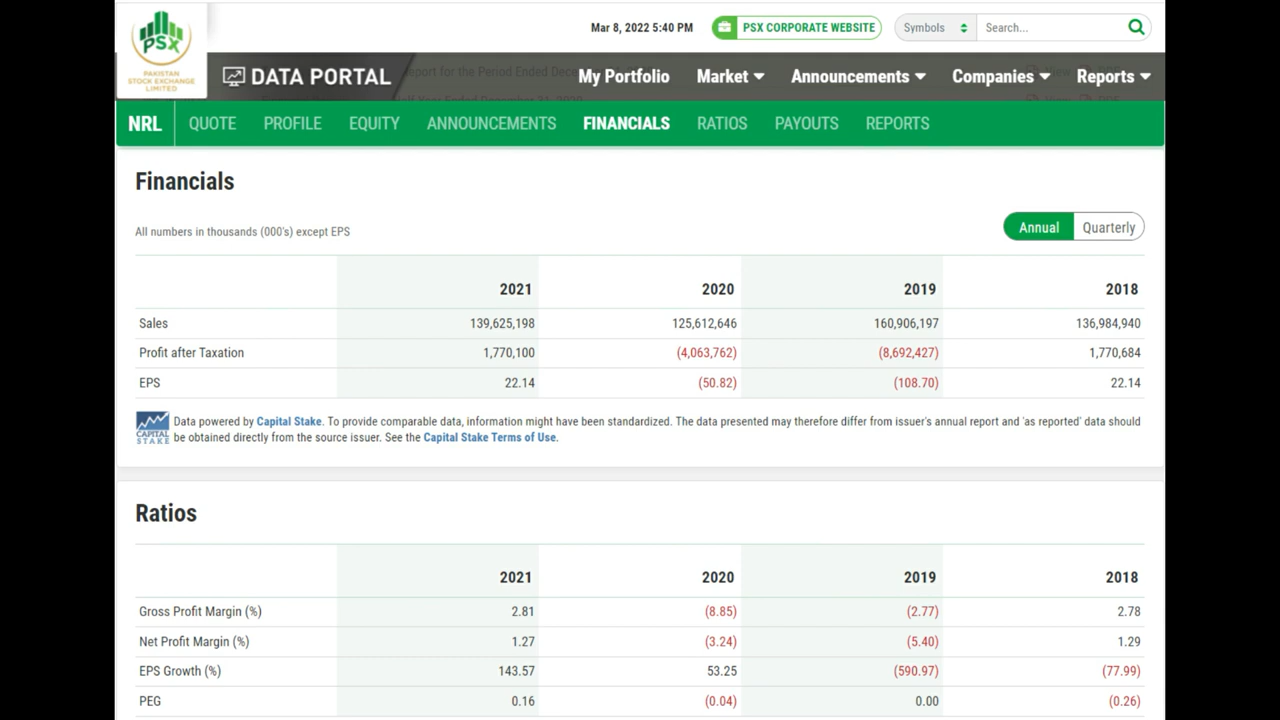 Mar 8, 2022 5:40 PM PSX CORPORATE WEBSITE Symbols Search...
PSX
PAKISTAN
STOCK EXCHANGE
LIMITED
DATA PORTAL My Portfolio Market Announcements Companies Reports
NRL QUOTE PROFILE EQUITY ANNOUNCEMENTS FINANCIALS RATIOS PAYOUTS REPORTS
Financials
All numbers in thousands (000's) except EPS Annual Quarterly
2021 2020 2019 2018
Sales 139,625,198 125,612,646 160,906,197 136,984,940
Profit after Taxation 1,770,100 (4,063,762) (8,692,427) 1,770,684
EPS 22.14 (50.82) (108.70) 22.14
CAPITAL
STAKE
Data powered by Capital Stake. To provide comparable data, information might have been standardized. The data presented may therefore differ from issuer's annual report and 'as reported' data should
be obtained directly from the source issuer. See the Capital Stake Terms of Use.
Ratios
2021 2020 2019 2018
Gross Profit Margin (%) 2.81 (8.85) (2.77) 2.78
Net Profit Margin (%) 1.27 (3.24) (5.40) 1.29
EPS Growth (%) 143.57 53.25 (590.97) (77.99)
PEG 0.16 (0.04) 0.00 (0.26)